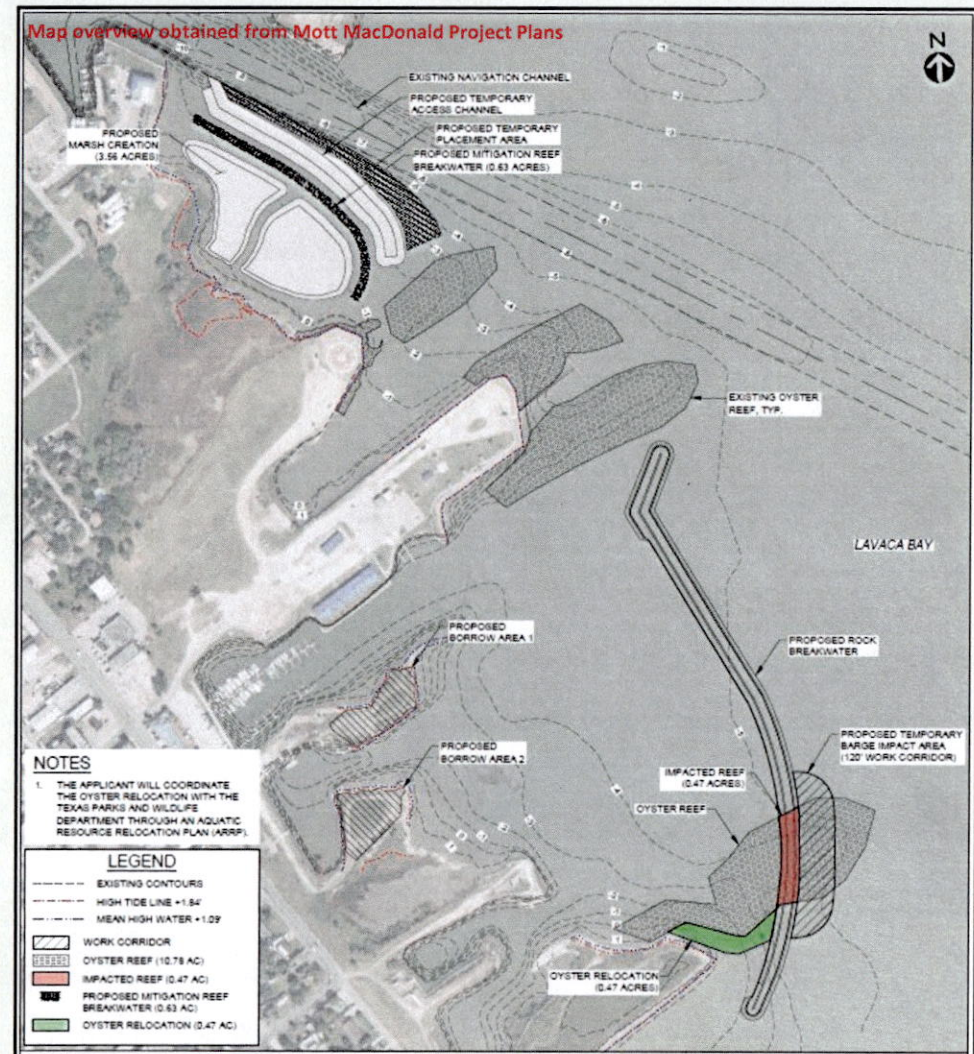 Map overview obtained from Mott MacDonald Project Plans
N
EXISTING NAVIGATION CHANNEL
PROPOSED TEMPORARY
ACCESS CHANNEL
PROPOSED
MARSH CREATION
(3.56 ACRES)
PROPOSED TEMPORARY
PLACEMENT AREA
PROPOSED MITIGATION REEF
BREAKWATER (0.63 ACRES)
EXISTING OYSTER
REEF, TYP.
LAVACA BAY
PROPOSED
BORROW AREA 1
PROPOSED ROCK
BREAKWATER
PROPOSED
BORROW AREA 2
PROPOSED TEMPORARY
BARGE IMPACT AREA
(120' WORK CORRIDOR)
IMPACTED REEF
(0.47 ACRES)
OYSTER REEF
OYSTER RELOCATION
(0.47 ACRES)
NOTES
1. THE APPLICANT WILL COORDINATE
THE OYSTER RELOCATION WITH THE
TEXAS PARKS AND WILDLIFE
DEPARTMENT THROUGH AN AQUATIC
RESOURCE RELOCATION PLAN (ARRP).
LEGEND
EXISTING CONTOURS
HIGH TIDE LINE +1.64'
MEAN HIGH WATER +1.09'
WORK CORRIDOR
OYSTER REEF (10.78 AC)
IMPACTED REEF (0.47 AC)
PROPOSED MITIGATION REEF
BREAKWATER (0.63 AC)
OYSTER RELOCATION (0.47 AC)